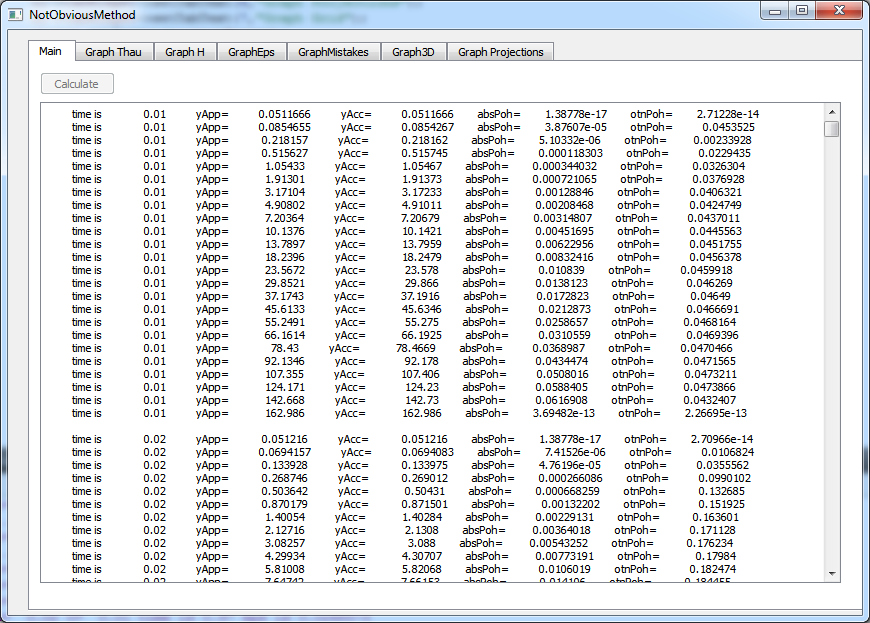 NotObviousMethod
Main Graph Thau Graph H GraphEps GraphMistakes Graph3D Graph Projections
Calculate
time is 0.01 yApp= 0.0511666 yAcc= 0.0511666 absPoh= 1.38778e-17 otnPoh= 2.71228e-14
time is 0.01 yApp= 0.0854655 yAcc= 0.0854267 absPoh= 3.87607e-05 otnPoh= 0.0453525
time is 0.01 yApp= 0.218157 yAcc= 0.218162 absPoh= 5.10332e-06 otnPoh= 0.00233928
time is 0.01 yApp= 0.515627 yAcc= 0.515745 absPoh= 0.000118303 otnPoh= 0.0229435
time is 0.01 yApp= 1.05433 yAcc= 1.05467 absPoh= 0.000344032 otnPoh= 0.0326304
time is 0.01 yApp= 1.91301 yAcc= 1.91373 absPoh= 0.000721065 otnPoh= 0.0376928
time is 0.01 yApp= 3.17104 yAcc= 3.17233 absPoh= 0.00128846 otnPoh= 0.0406321
time is 0.01 yApp= 4.90802 yAcc= 4.91011 absPoh= 0.00208468 otnPoh= 0.0424749
time is 0.01 yApp= 7.20364 yAcc= 7.20679 absPoh= 0.00314807 otnPoh= 0.0437011
time is 0.01 yApp= 10.1376 yAcc= 10.1421 absPoh= 0.00451695 otnPoh= 0.0445563
time is 0.01 yApp= 13.7897 yAcc= 13.7959 absPoh= 0.00622956 otnPoh= 0.0451755
time is 0.01 yApp= 18.2396 yAcc= 18.2479 absPoh= 0.00832416 otnPoh= 0.0456378
time is 0.01 yApp= 23.5672 yAcc= 23.578 absPoh= 0.010839 otnPoh= 0.0459918
time is 0.01 yApp= 29.8521 yAcc= 29.866 absPoh= 0.0138123 otnPoh= 0.046269
time is 0.01 yApp= 37.1743 yAcc= 37.1916 absPoh= 0.0172823 otnPoh= 0.04649
time is 0.01 yApp= 45.6133 yAcc= 45.6346 absPoh= 0.0212873 otnPoh= 0.0466691
time is 0.01 yApp= 55.2491 yAcc= 55.275 absPoh= 0.0258657 otnPoh= 0.0468164
time is 0.01 yApp= 66.1614 yAcc= 66.1925 absPoh= 0.0310559 otnPoh= 0.0469396
time is 0.01 yApp= 78.43 yAcc= 78.4669 absPoh= 0.0368987 otnPoh= 0.0470466
time is 0.01 yApp= 92.1346 yAcc= 92.178 absPoh= 0.0434474 otnPoh= 0.0471565
time is 0.01 yApp= 107.355 yAcc= 107.406 absPoh= 0.0508016 otnPoh= 0.0473211
time is 0.01 yApp= 124.171 yAcc= 124.23 absPoh= 0.0588405 otnPoh= 0.0473866
time is 0.01 yApp= 142.668 yAcc= 142.73 absPoh= 0.0616908 otnPoh= 0.0432407
time is 0.01 yApp= 162.986 yAcc= 162.986 absPoh= 3.69482e-13 otnPoh= 2.26695e-13
time is 0.02 yApp= 0.051216 yAcc= 0.051216 absPoh= 1.38778e-17 otnPoh= 2.70966e-14
time is 0.02 yApp= 0.0694157 yAcc= 0.0694083 absPoh= 7.41526e-06 otnPoh= 0.0106824
time is 0.02 yApp= 0.133928 yAcc= 0.133975 absPoh= 4.76196e-05 otnPoh= 0.0355562
time is 0.02 yApp= 0.268746 yAcc= 0.269012 absPoh= 0.000266086 otnPoh= 0.0990102
time is 0.02 yApp= 0.503642 yAcc= 0.50431 absPoh= 0.000668259 otnPoh= 0.132685
time is 0.02 yApp= 0.870179 yAcc= 0.871501 absPoh= 0.00132202 otnPoh= 0.151925
time is 0.02 yApp= 1.40054 yAcc= 1.40284 absPoh= 0.00229131 otnPoh= 0.163601
time is 0.02 yApp= 2.12716 yAcc= 2.1308 absPoh= 0.00364018 otnPoh= 0.171128
time is 0.02 yApp= 3.08257 yAcc= 3.088 absPoh= 0.00543252 otnPoh= 0.176234
time is 0.02 yApp= 4.29934 yAcc= 4.30707 absPoh= 0.00773191 otnPoh= 0.17984
time is 0.02 yApp= 5.81008 yAcc= 5.82068 absPoh= 0.0106019 otnPoh= 0.182474
time is 0.02 yApp= 7.64742 yAcc= 7.66153 absPoh= 0.014106 otnPoh= 0.184455